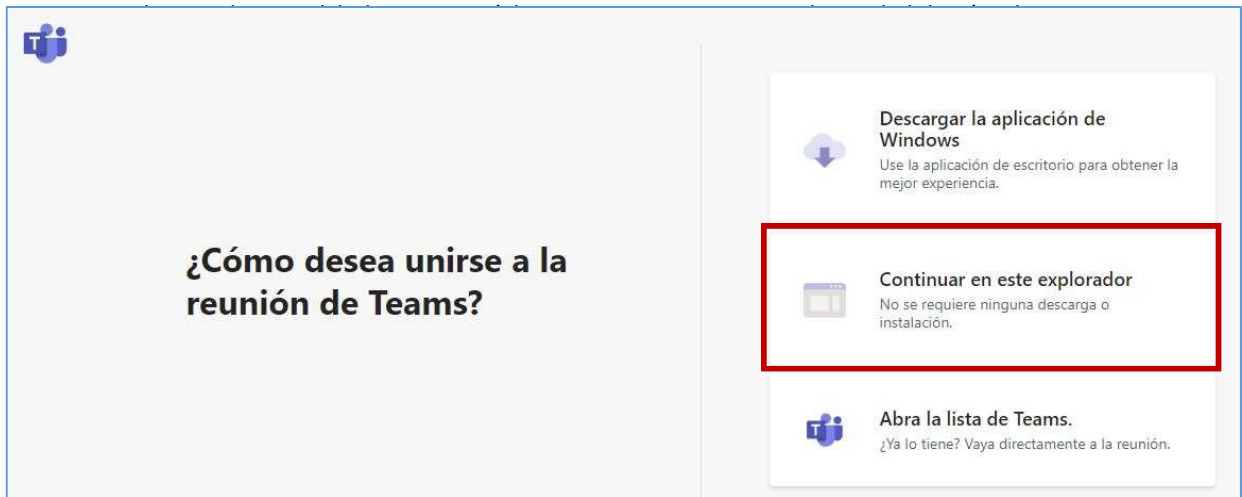 ¿Cómo desea unirse a la
reunión de Teams?
Descargar la aplicación de
Windows
Use la aplicación de escritorio para obtener la
mejor experiencia.
Continuar en este explorador
No se requiere ninguna descarga o
instalación.
Abra la lista de Teams.
¿Ya lo tiene? Vaya directamente a la reunión.